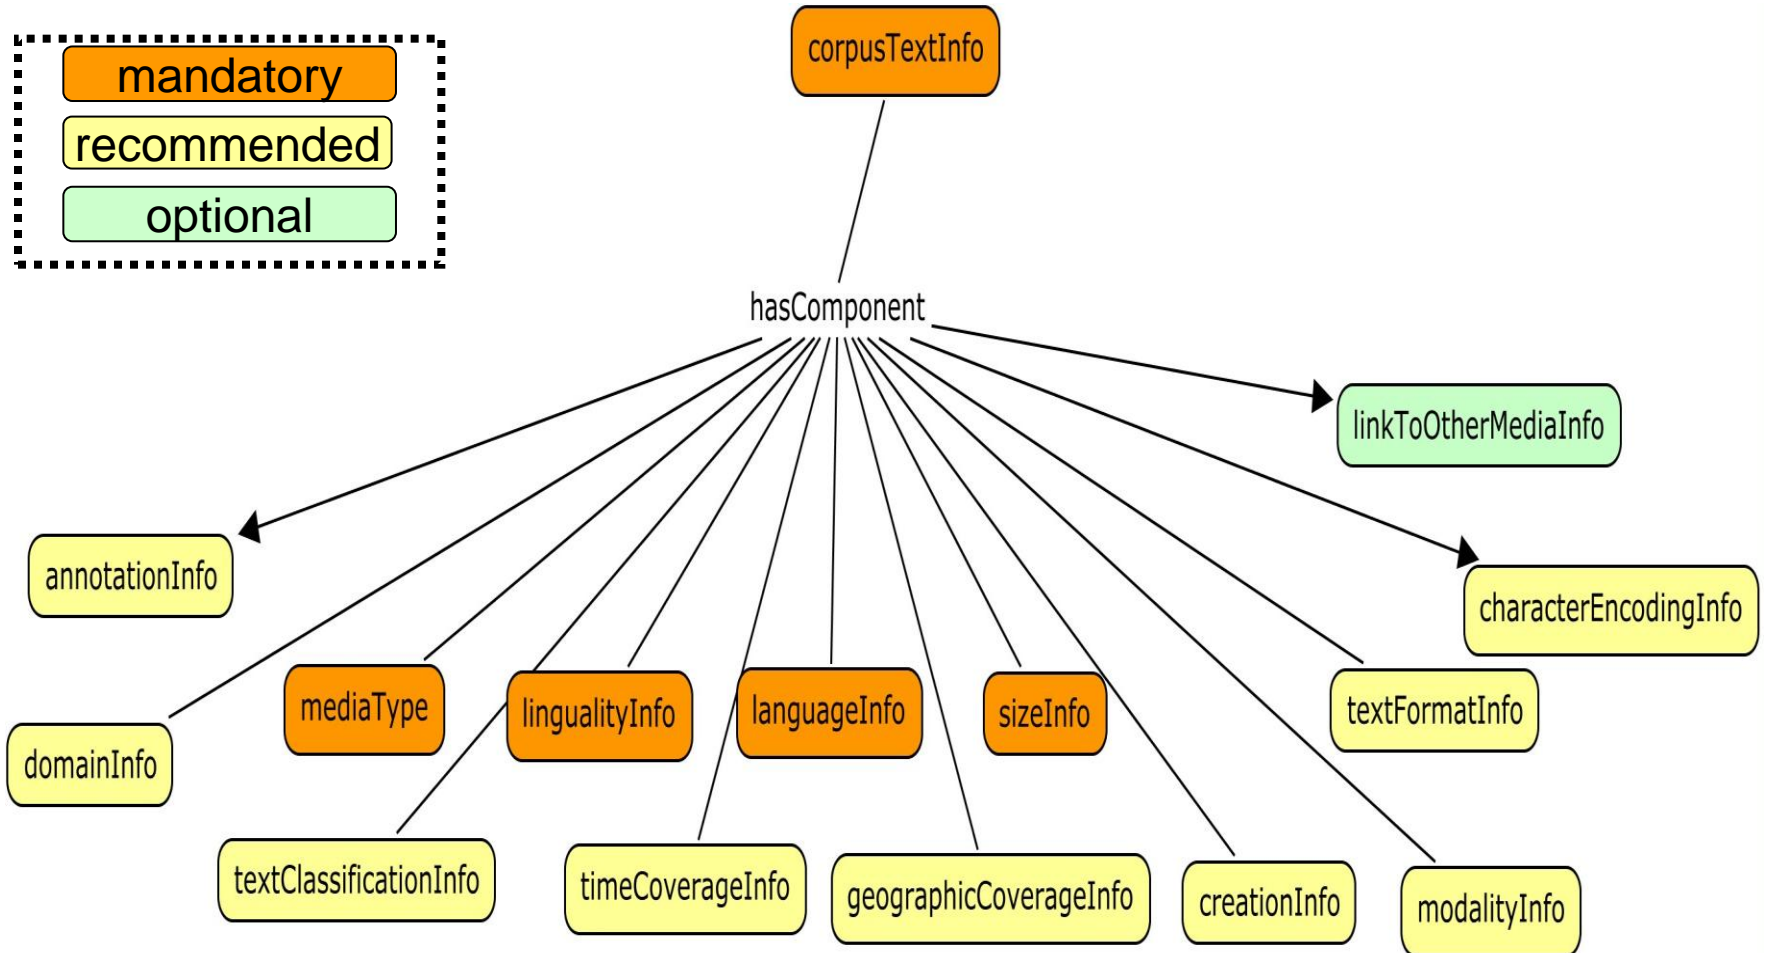 mandatory
recommended
optional
corpusTextInfo
hasComponent
linkToOtherMediaInfo
annotationInfo
characterEncodingInfo
mediaType
lingualityInfo
languageInfo
sizeInfo
textFormatInfo
domainInfo
textClassificationInfo
timeCoverageInfo
geographicCoverageInfo
creationInfo
modalityInfo